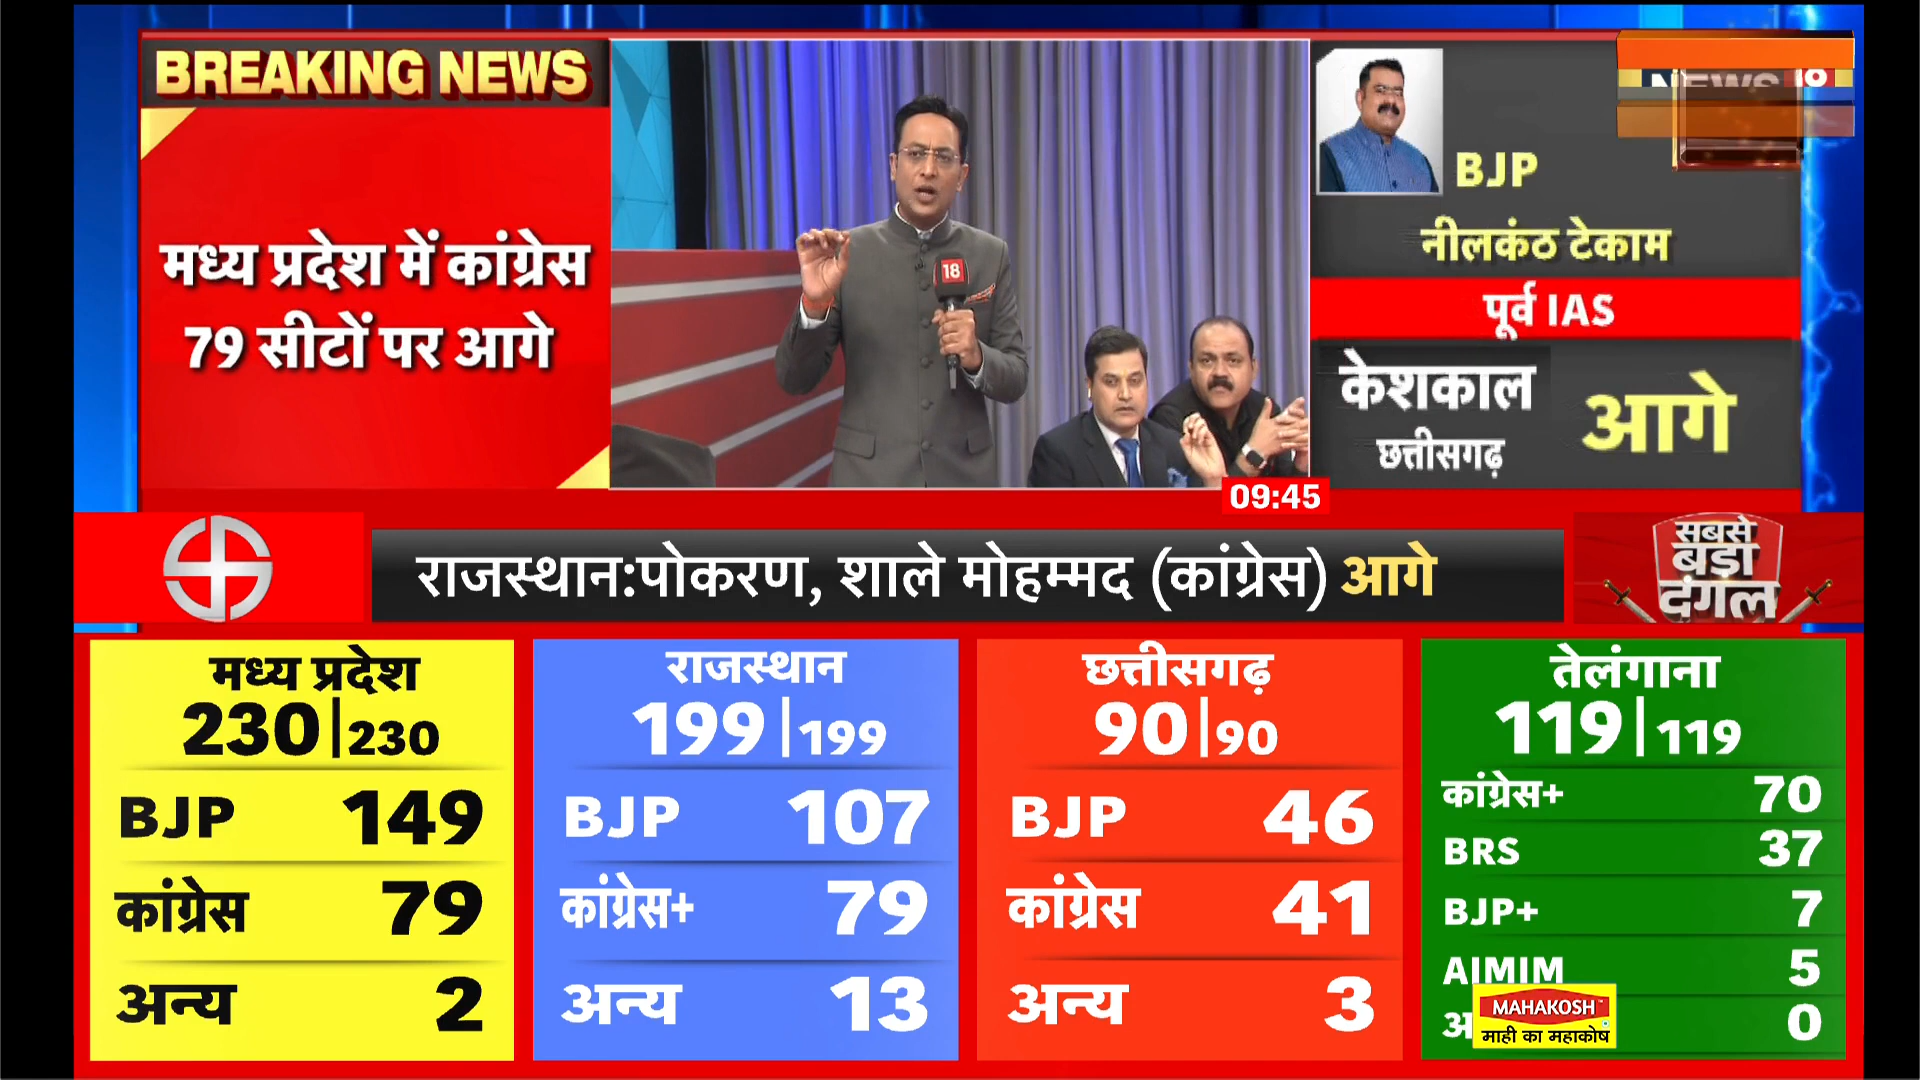 BREAKING NEWS
मध्य प्रदेश में कांग्रेस
79 सीटों पर आगे
18
BJP
नीलकंठ टेकाम
पूर्व IAS
केशकाल
छत्तीसगढ़
आगे
NEWS 18
09:45
राजस्थान:पोकरण, शाले मोहम्मद (कांग्रेस) आगे
सबसे
बड़ा
दंगल
मध्य प्रदेश
230|230
BJP 149
कांग्रेस 79
अन्य 2
राजस्थान
199|199
BJP 107
कांग्रेस+ 79
अन्य 13
छत्तीसगढ़
90|90
BJP 46
कांग्रेस 41
अन्य 3
तेलंगाना
119|119
कांग्रेस+ 70
BRS 37
BJP+ 7
AIMIM 5
0
MAHAKOSH
माही का महाकोष